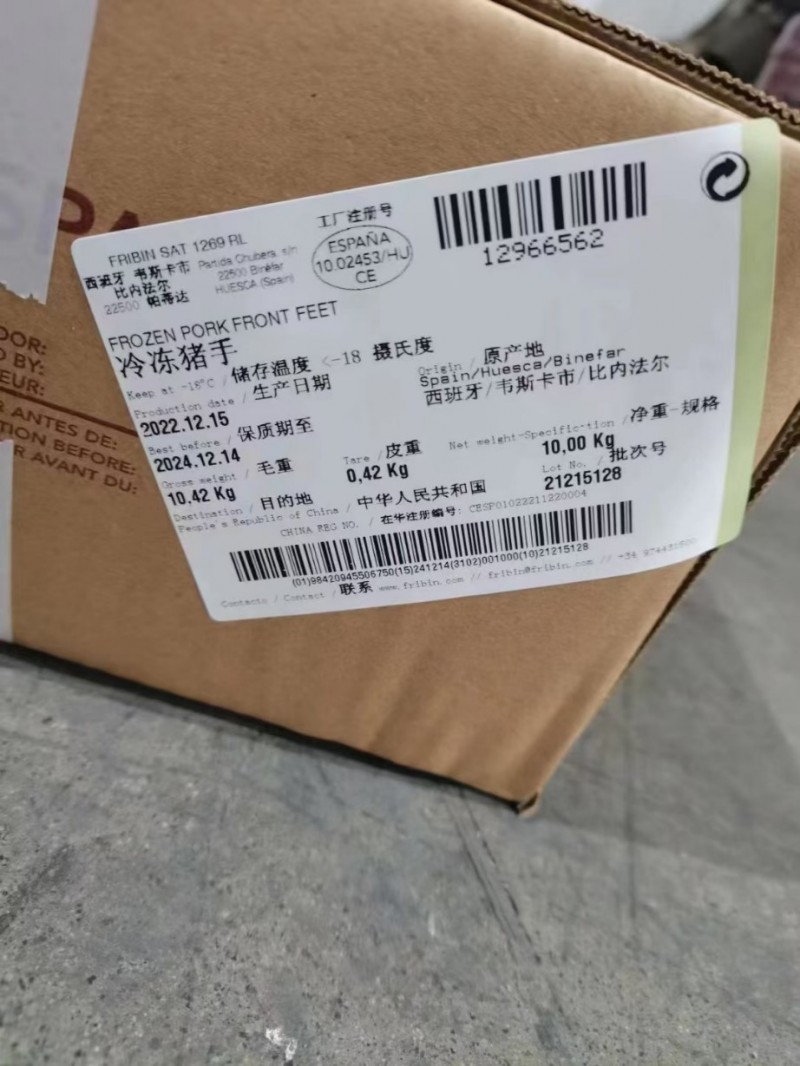 PA
DOR:
D BY:
EUR:
R ANTES DE:
TION BEFORE:
R AVANT DU:
FRIBIN SAT 1269 RL
西班牙 韦斯卡市
比内法尔
22500 帕蒂达
Partida Chubera, s/n
22500 Binéfar
HUESCA (Spain)
工厂注册号
ESPAÑA
10.02453/HU
CE
12966562
FROZEN PORK FRONT FEET
冷冻猪手
Keep at -18°C / 储存温度 <-18 摄氏度
Origin / 原产地
Spain/Huesca/Binefar
西班牙/韦斯卡市/比内法尔
Production date / 生产日期
2022.12.15
Best before / 保质期至
2024.12.14
Gross weight / 毛重
10.42 Kg
Tare / 皮重
0,42 Kg
Net weight-Specification / 净重-规格
10,00 Kg
Lot No. / 批次号
21215128
Destination / 目的地
People's Republic of China / 中华人民共和国
CHINA REG NO. / 在华注册编号: CESP01022211220004
(01)98420945506750(15)241214(3102)001000(10)21215128
Contacto / Contact / 联系 www.fribin.com // fribin@fribin.com //